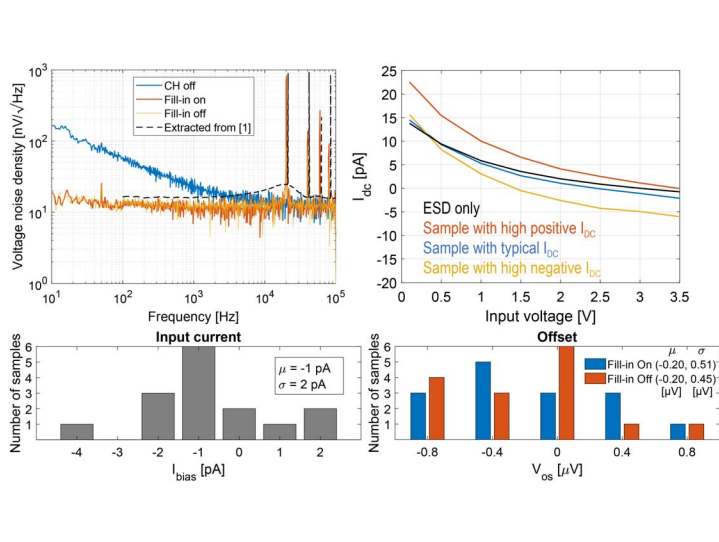 10³
10²
10¹
10⁰
10¹ 10² 10³ 10⁴ 10⁵
Voltage noise density [nV/√Hz]
Frequency [Hz]
CH off
Fill-in on
Fill-in off
Extracted from [1]
25
20
15
10
5
0
-5
-10
-15
-20
0 0.5 1 1.5 2 2.5 3 3.5
I_dc [pA]
Input voltage [V]
ESD only
Sample with high positive I_DC
Sample with typical I_DC
Sample with high negative I_DC
Input current
6
5
4
3
2
1
Number of samples
-4 -3 -2 -1 0 1 2
I_bias [pA]
μ = -1 pA
σ = 2 pA
Offset
6
5
4
3
2
1
Number of samples
-0.8 -0.4 0 0.4 0.8
V_os [μV]
μ σ
Fill-in On (-0.20, 0.51)
Fill-in Off (-0.20, 0.45)
[μV] [μV]